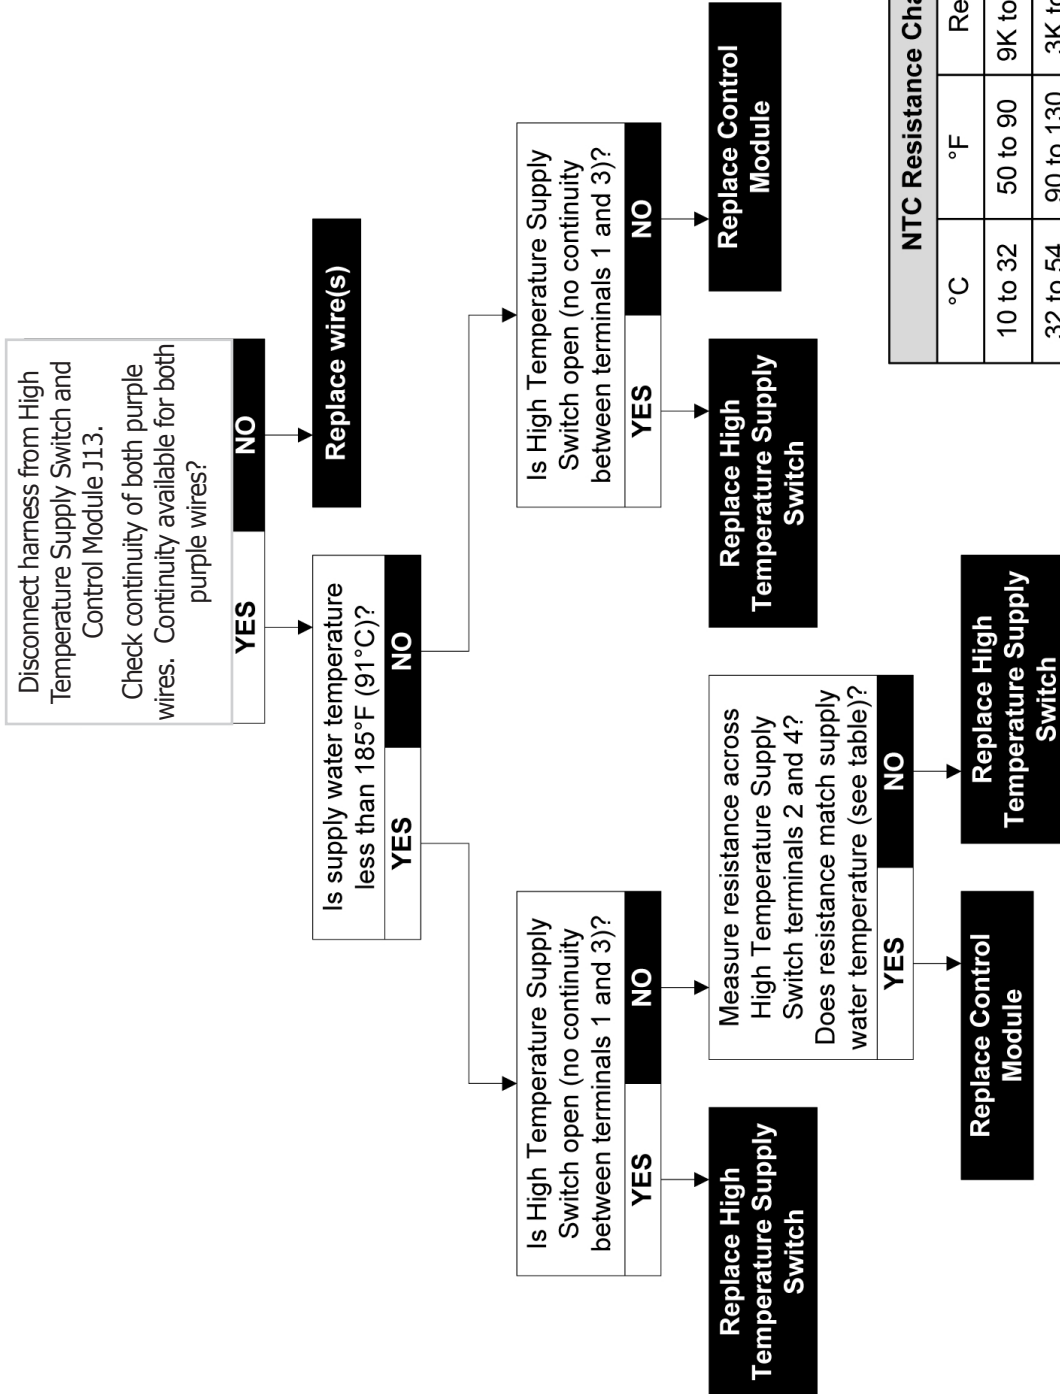 Disconnect harness from High
Temperature Supply Switch and
Control Module J13.
Check continuity of both purple
wires. Continuity available for both
purple wires?
YES
NO
Replace wire(s)
Is supply water temperature
less than 185°F (91°C)?
YES
NO
Is High Temperature Supply
Switch open (no continuity
between terminals 1 and 3)?
YES
NO
Replace High
Temperature Supply
Switch
Measure resistance across
High Temperature Supply
Switch terminals 2 and 4?
Does resistance match supply
water temperature (see table)?
YES
NO
Replace Control
Module
Replace High
Temperature Supply
Switch
Is High Temperature Supply
Switch open (no continuity
between terminals 1 and 3)?
YES
NO
Replace High
Temperature Supply
Switch
Replace Control
Module
NTC Resistance
°C °F
10 to 32 50 to 90 9K to
32 to 54 90 to 130 3K to